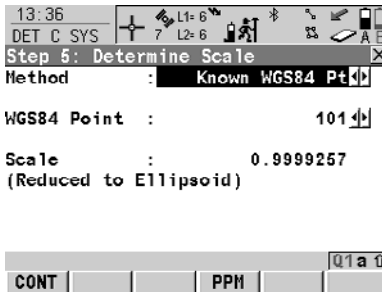 13:36
L1= 6
DET C SYS 7 L2= 6 A B
Step 5: Determine Scale X
Method : Known WGS84 Pt
WGS84 Point : 101
Scale : 0.9999257
(Reduced to Ellipsoid)
Q1 a
CONT PPM